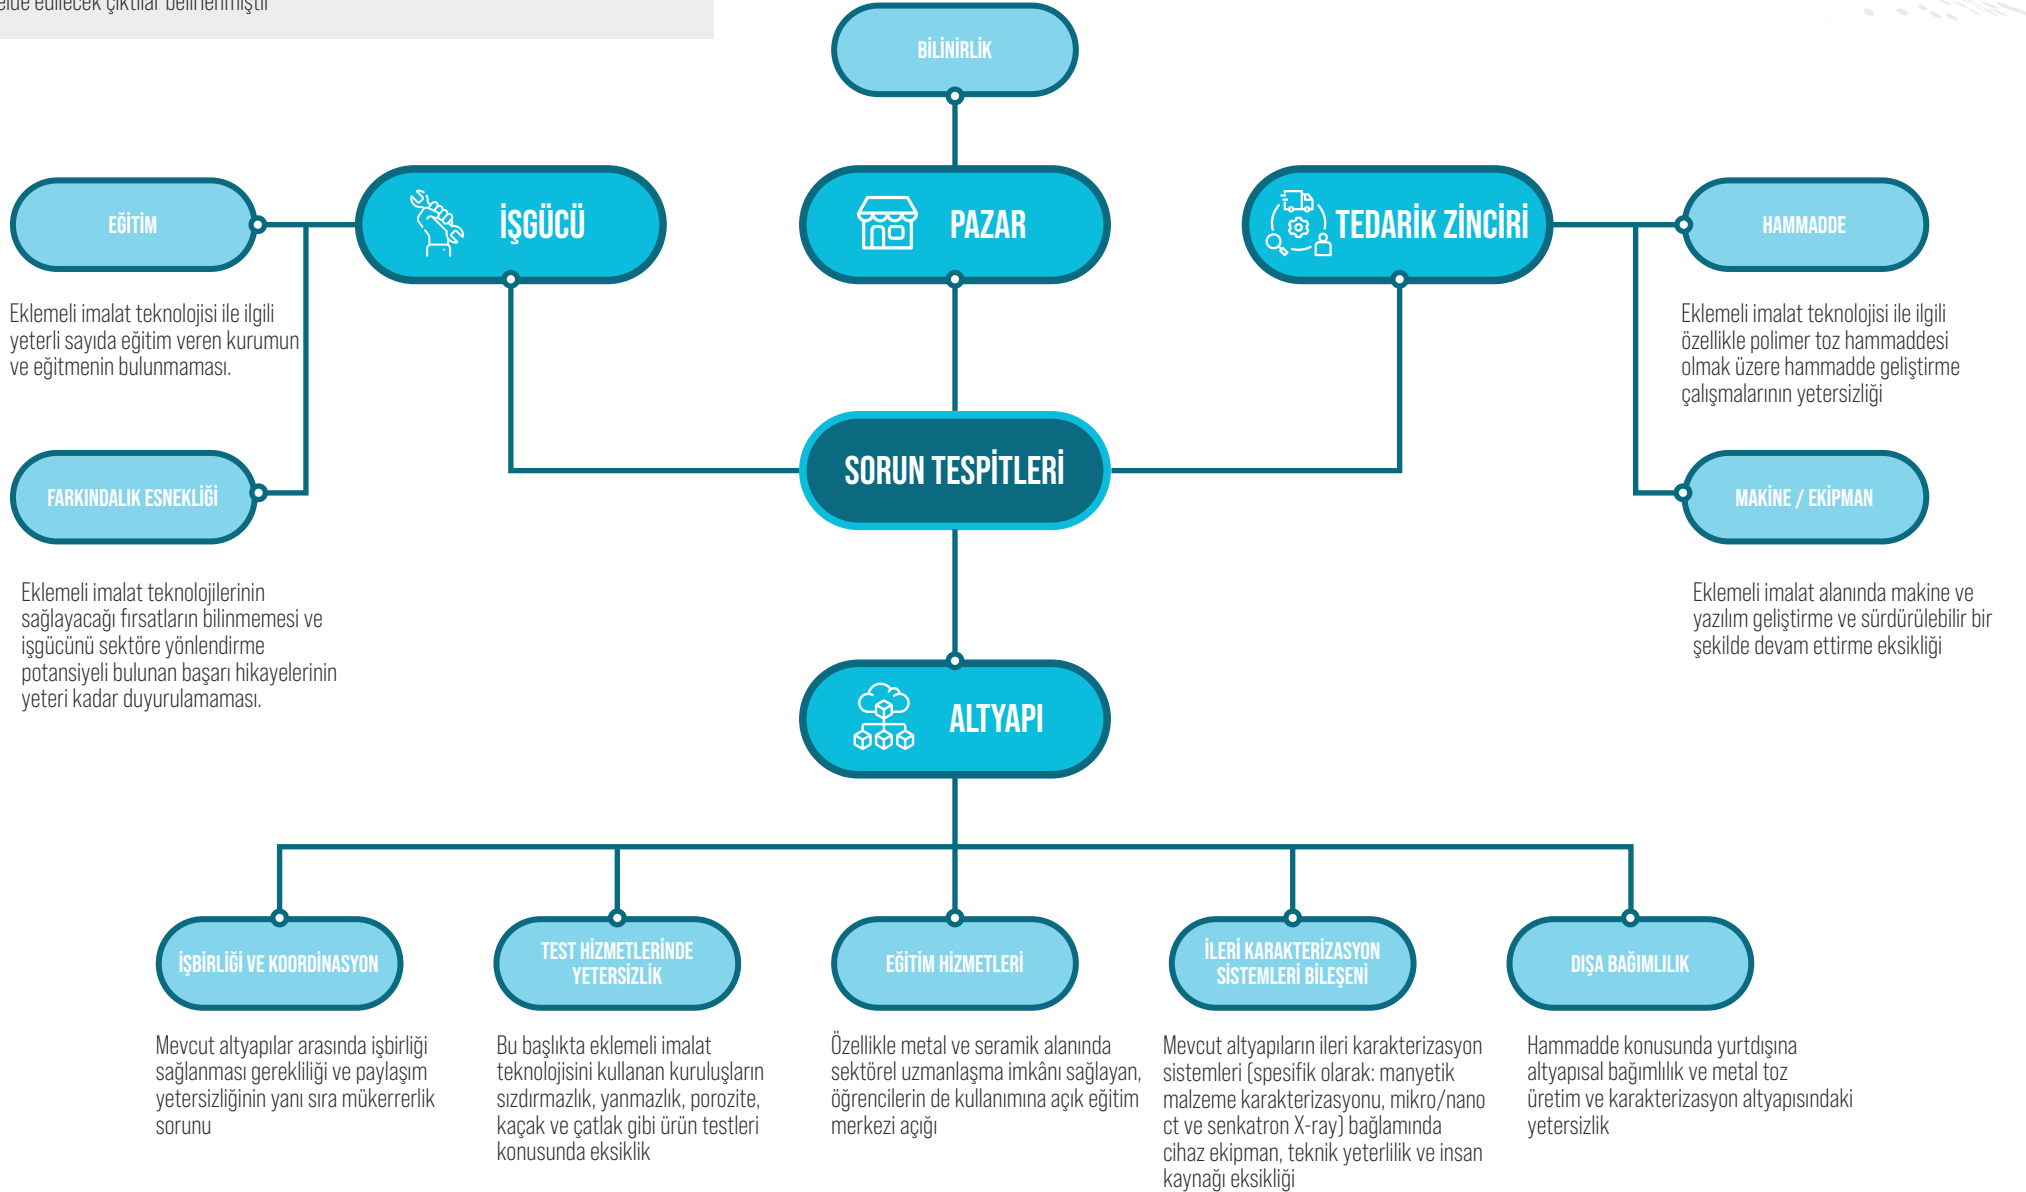 elde edilecek çıktılar belirlenmiştir
BİLİNİRLİK
EĞİTİM
İŞGÜCÜ
PAZAR
TEDARİK ZİNCİRİ
HAMMADDE
Eklemeli imalat teknolojisi ile ilgili
yeterli sayıda eğitim veren kurumun
ve eğitmenin bulunmaması.
Eklemeli imalat teknolojisi ile ilgili
özellikle polimer toz hammaddesi
olmak üzere hammadde geliştirme
çalışmalarının yetersizliği
SORUN TESPİTLERİ
FARKINDALIK ESNEKLİĞİ
MAKİNE / EKİPMAN
Eklemeli imalat teknolojilerinin
sağlayacağı fırsatların bilinmemesi ve
işgücünü sektöre yönlendirme
potansiyeli bulunan başarı hikayelerinin
yeteri kadar duyurulamaması.
Eklemeli imalat alanında makine ve
yazılım geliştirme ve sürdürülebilir bir
şekilde devam ettirme eksikliği
ALTYAPI
İŞBİRLİĞİ VE KOORDİNASYON
TEST HİZMETLERİNDE
YETERSİZLİK
EĞİTİM HİZMETLERİ
İLERİ KARAKTERİZASYON
SİSTEMLERİ BİLEŞENİ
DIŞA BAĞIMLILIK
Mevcut altyapılar arasında işbirliği
sağlanması gerekliliği ve paylaşım
yetersizliğinin yanı sıra mükerrerlik
sorunu
Bu başlıkta eklemeli imalat
teknolojisini kullanan kuruluşların
sızdırmazlık, yanmazlık, porozite,
kaçak ve çatlak gibi ürün testleri
konusunda eksiklik
Özellikle metal ve seramik alanında
sektörel uzmanlaşma imkânı sağlayan,
öğrencilerin de kullanımına açık eğitim
merkezi açığı
Mevcut altyapıların ileri karakterizasyon
sistemleri (spesifik olarak: manyetik
malzeme karakterizasyonu, mikro/nano
ct ve senkatron X-ray) bağlamında
cihaz ekipman, teknik yeterlilik ve insan
kaynağı eksikliği
Hammadde konusunda yurtdışına
altyapısal bağımlılık ve metal toz
üretim ve karakterizasyon altyapısındaki
yetersizlik